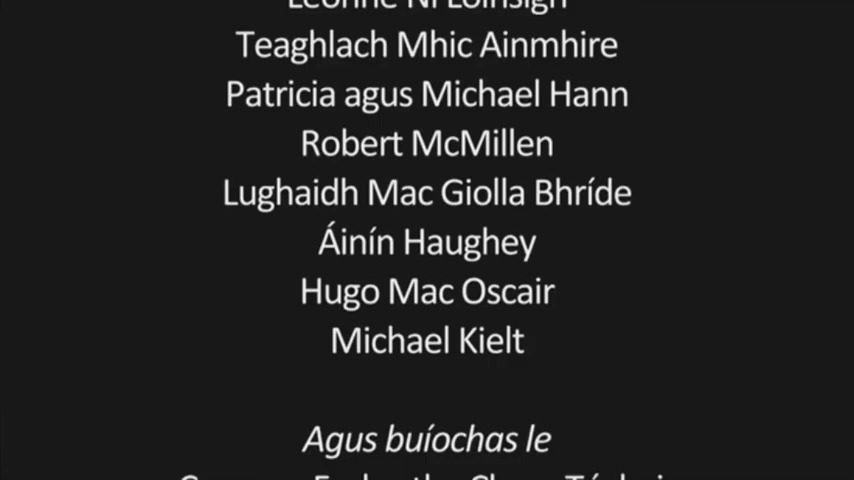 Teaghlach Mhic Ainmhire
Patricia agus Michael Hann
Robert McMillen
Lughaidh Mac Giolla Bhríde
Áinín Haughey
Hugo Mac Oscair
Michael Kielt
Agus buíochas le